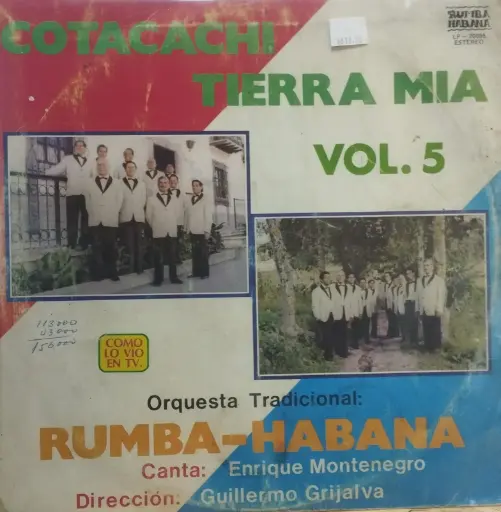 COTACACHI
TIERRA MIA
VOL. 5
RUMBA
HABANA
ESTEREO
115000
COMO
LO VIO
EN TV.
Orquesta Tradicional:
RUMBA-HABANA
Canta: Enrique Montenegro
Dirección: Guillermo Grijalva